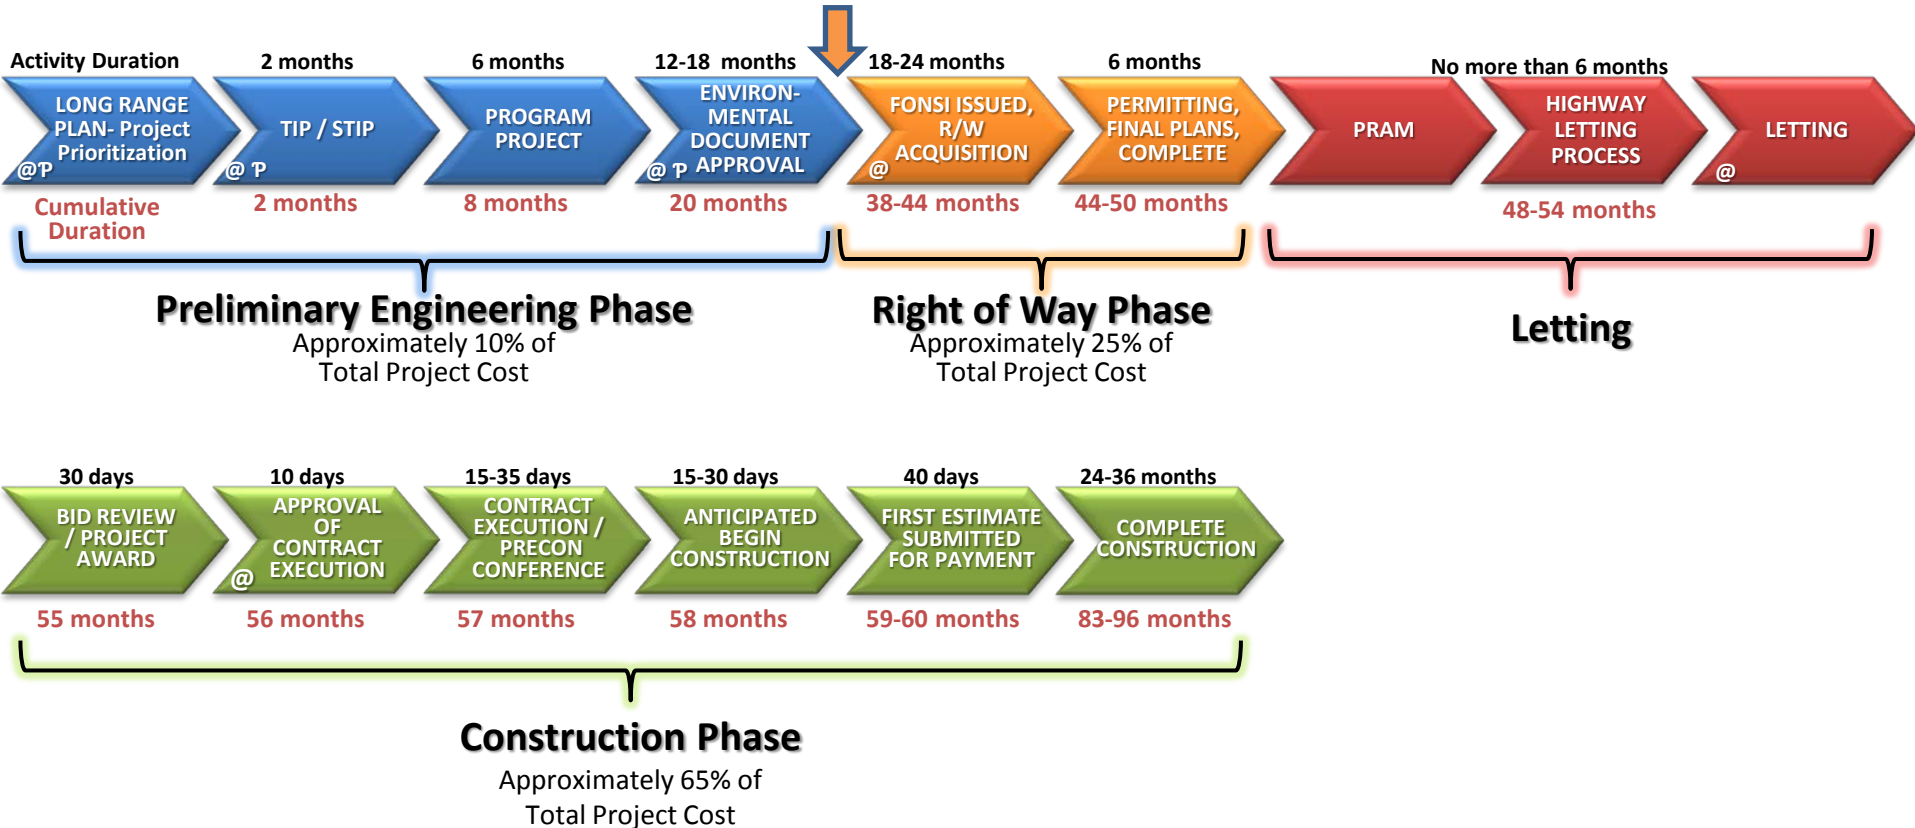 Activity Duration
2 months
6 months
12-18 months
18-24 months
6 months
No more than 6 months
LONG RANGE
PLAN- Project
Prioritization
@Ƥ
TIP / STIP
@ Ƥ
PROGRAM
PROJECT
ENVIRON-
MENTAL
DOCUMENT
@ Ƥ APPROVAL
FONSI ISSUED,
R/W
ACQUISITION
@
PERMITTING,
FINAL PLANS,
COMPLETE
PRAM
HIGHWAY
LETTING
PROCESS
LETTING
@
Cumulative
Duration
2 months
8 months
20 months
38-44 months
44-50 months
48-54 months
Preliminary Engineering Phase
Approximately 10% of
Total Project Cost
Right of Way Phase
Approximately 25% of
Total Project Cost
Letting
30 days
10 days
15-35 days
15-30 days
40 days
24-36 months
BID REVIEW
/ PROJECT
AWARD
APPROVAL
OF
CONTRACT
EXECUTION
@
CONTRACT
EXECUTION /
PRECON
CONFERENCE
ANTICIPATED
BEGIN
CONSTRUCTION
FIRST ESTIMATE
SUBMITTED
FOR PAYMENT
COMPLETE
CONSTRUCTION
55 months
56 months
57 months
58 months
59-60 months
83-96 months
Construction Phase
Approximately 65% of
Total Project Cost